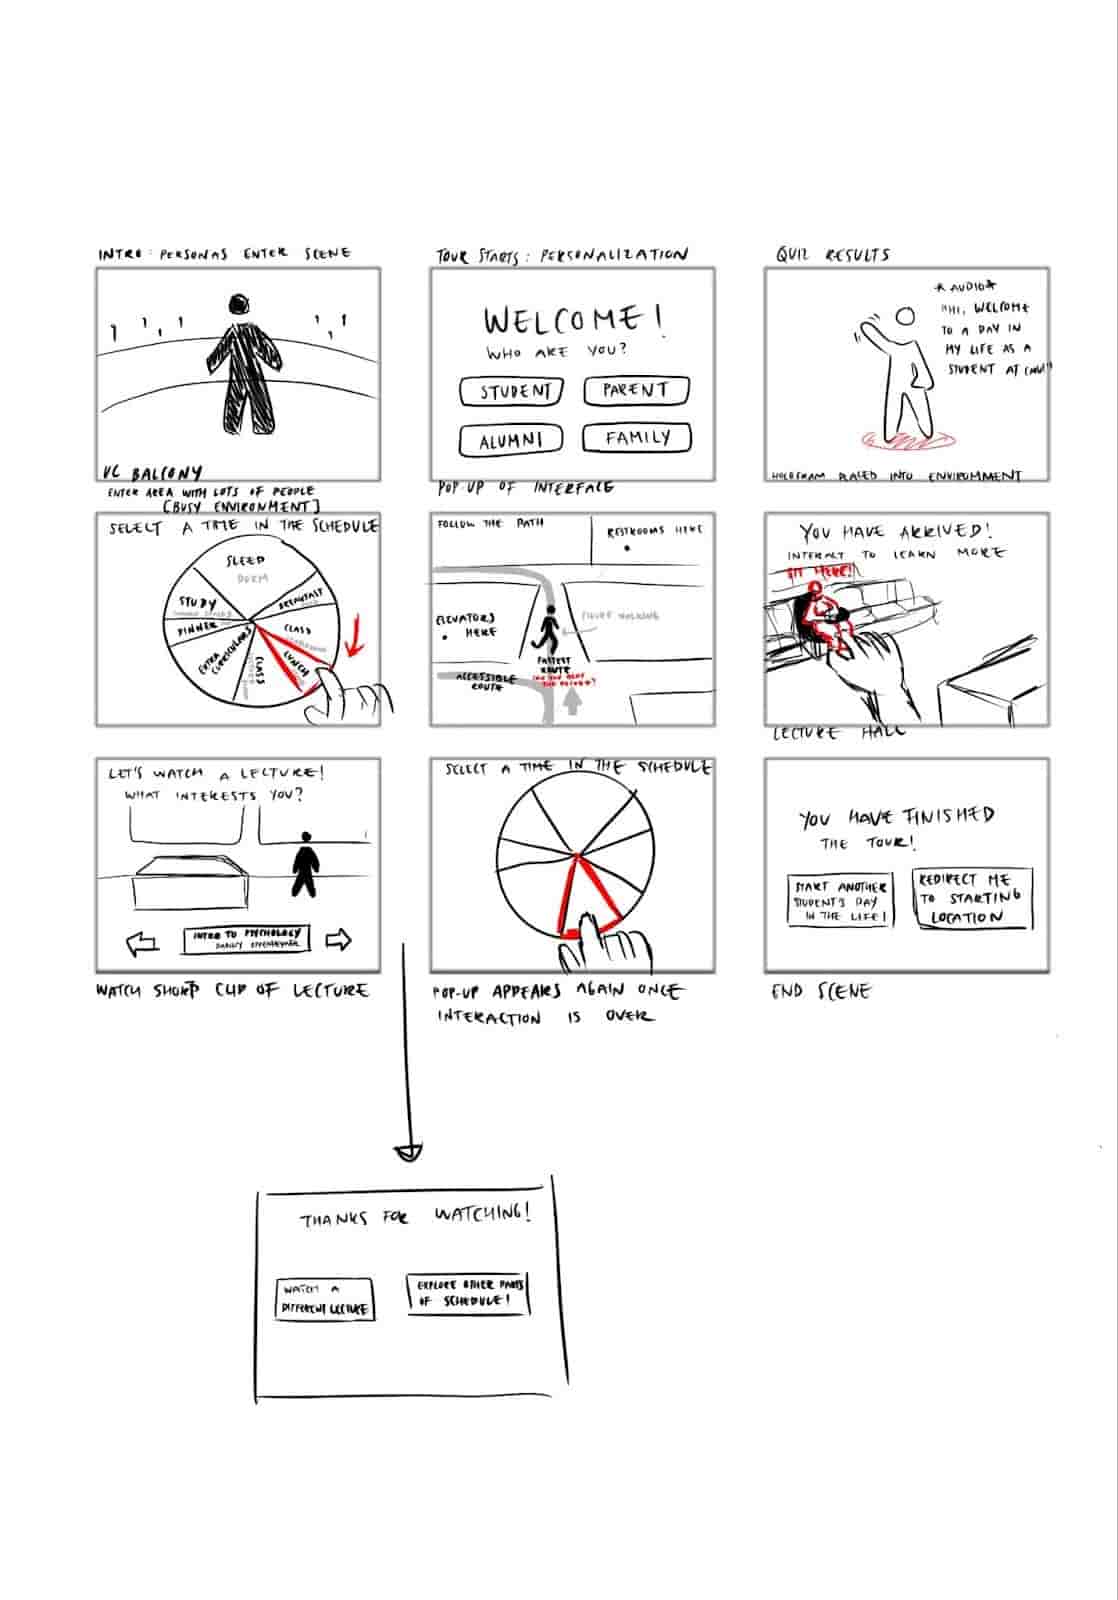 INTRO: PERSONAS ENTER SCENE
UC BALCONY
ENTER AREA WITH LOTS OF PEOPLE
[BUSY ENVIRONMENT]
TOUR STARTS: PERSONALIZATION
WELCOME!
WHO ARE YOU?
STUDENT
PARENT
ALUMNI
FAMILY
POP-UP OF INTERFACE
QUIZ RESULTS
*AUDIO*
"HI, WELCOME
TO A DAY IN
MY LIFE AS A
STUDENT AT CMU!"
HOLOGRAM PLACED INTO ENVIRONMENT
SELECT A TIME IN THE SCHEDULE
SLEEP
DORM
STUDY
BREAKFAST
DINNER
CLASS
EXTRA
CURRICULARS
CLASS
LUNCH
FOLLOW THE PATH
RESTROOMS HERE
ELEVATORS
HERE
FIGURE WALKING
FASTEST
ROUTE
ACCESSIBLE
ROUTE
YOU HAVE ARRIVED!
INTERACT TO LEARN MORE
SIT HERE!!
LECTURE HALL
LET'S WATCH A LECTURE!
WHAT INTERESTS YOU?
INTRO TO PSYCHOLOGY
WATCH SHORT CLIP OF LECTURE
SELECT A TIME IN THE SCHEDULE
POP-UP APPEARS AGAIN ONCE
INTERACTION IS OVER
YOU HAVE FINISHED
THE TOUR!
START ANOTHER
STUDENT'S DAY
IN THE LIFE!
REDIRECT ME
TO STARTING
LOCATION
END SCENE
THANKS FOR WATCHING!
WATCH A
DIFFERENT LECTURE
EXPLORE OTHER PARTS
OF SCHEDULE!